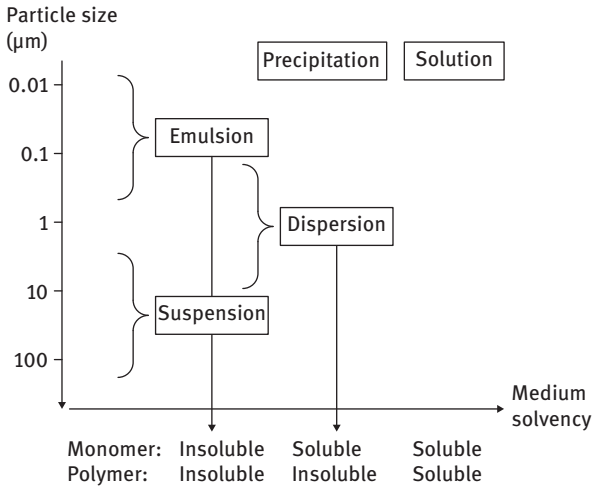 Particle size
(µm)
Precipitation Solution
0.01
Emulsion
0.1
1 Dispersion
10
Suspension
100
Medium
solvency
Monomer: Insoluble Soluble Soluble
Polymer: Insoluble Insoluble Soluble